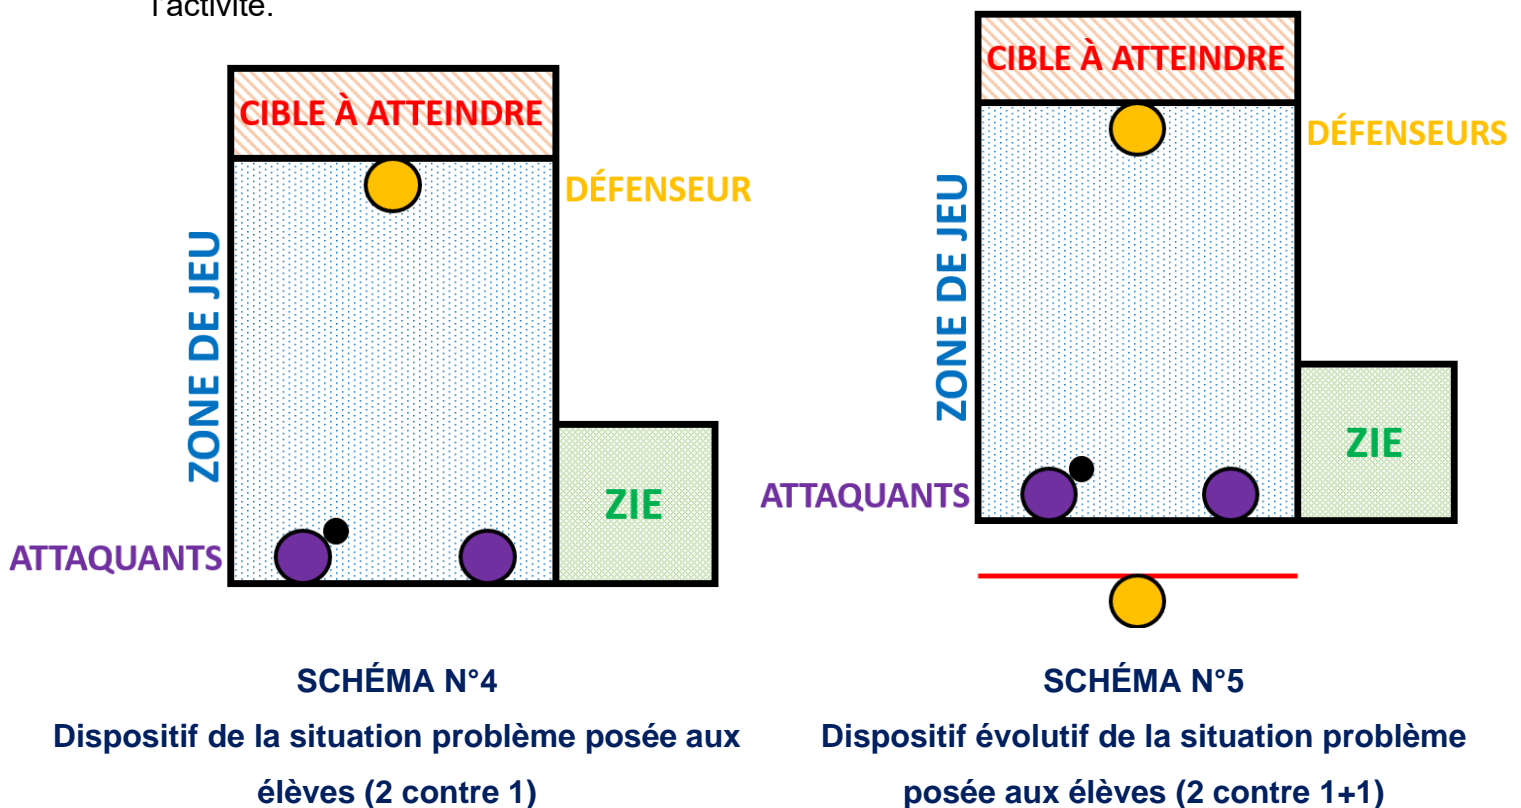 l'activité.
CIBLE À ATTEINDRE
DÉFENSEUR
ZONE DE JEU
ZIE
ATTAQUANTS
SCHÉMA N°4
Dispositif de la situation problème posée aux
élèves (2 contre 1)
CIBLE À ATTEINDRE
DÉFENSEURS
ZONE DE JEU
ZIE
ATTAQUANTS
SCHÉMA N°5
Dispositif évolutif de la situation problème
posée aux élèves (2 contre 1+1)